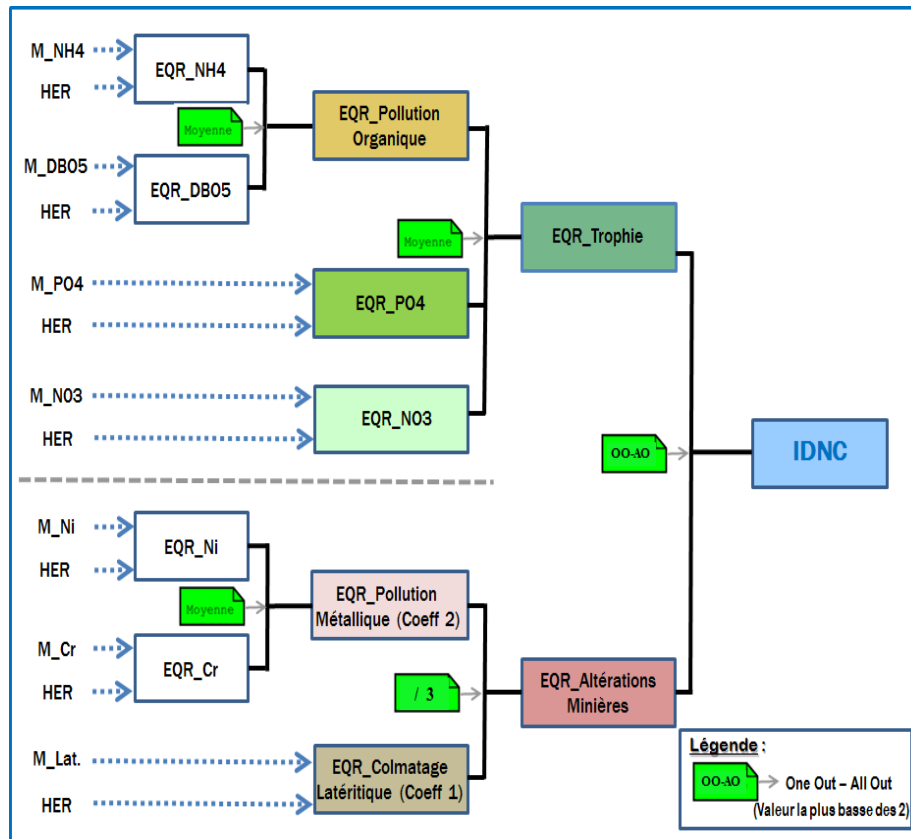 M_NH4
HER
EQR_NH4
Moyenne
M_DBO5
HER
EQR_DBO5
EQR_Pollution
Organique
Moyenne
EQR_Trophie
M_PO4
HER
EQR_PO4
M_NO3
HER
EQR_NO3
OO-AO
IDNC
M_Ni
HER
EQR_Ni
Moyenne
M_Cr
HER
EQR_Cr
EQR_Pollution
Métallique (Coeff 2)
/ 3
EQR_Altérations
Minières
M_Lat.
HER
EQR_Colmatage
Latéritique (Coeff 1)
Légende :
OO-AO
One Out – All Out
(Valeur la plus basse des 2)